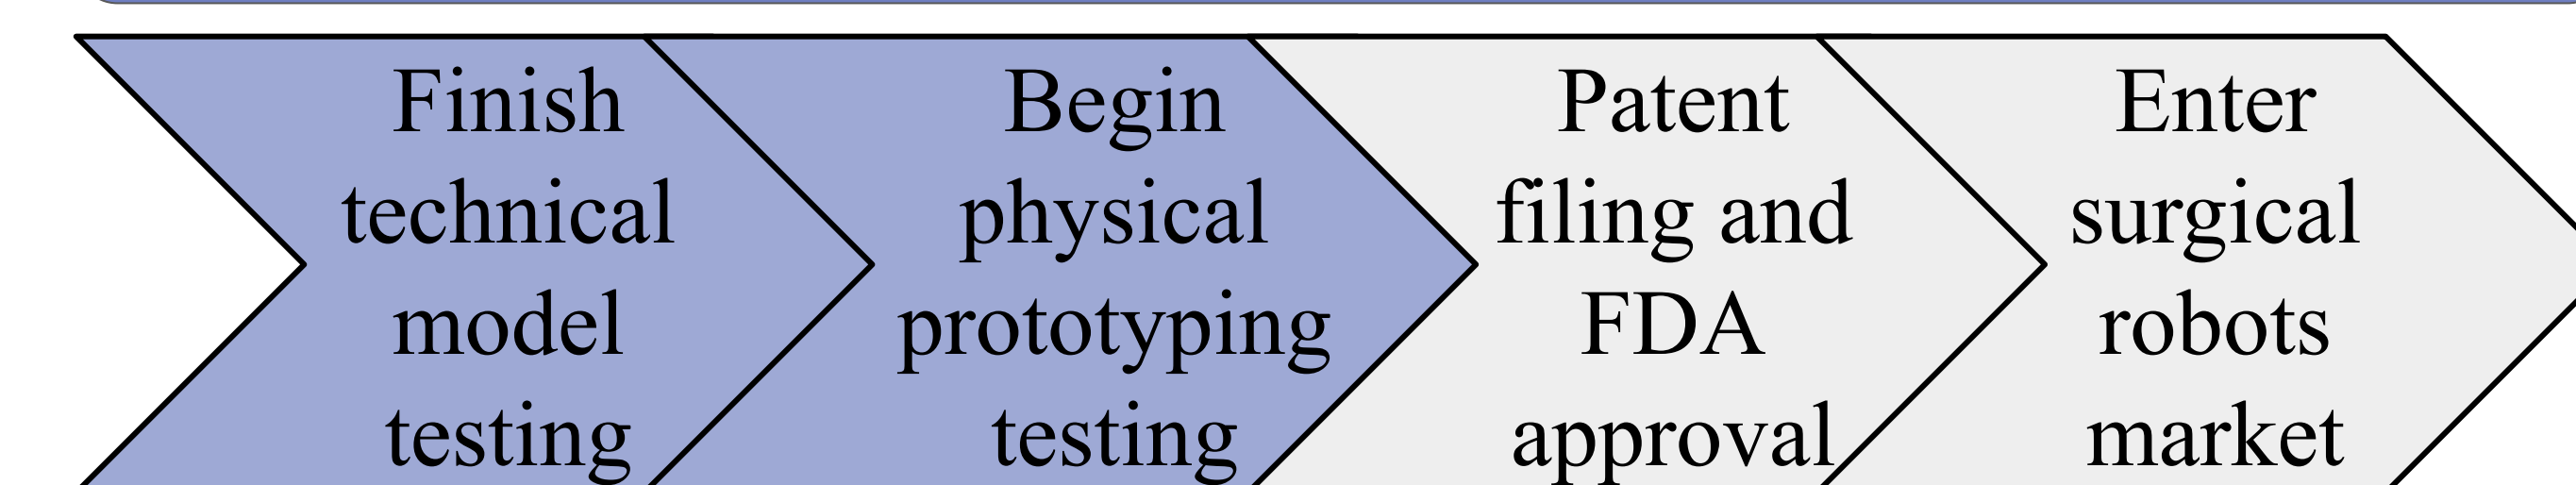 Finish
technical
model
testing
Begin
physical
prototyping
testing
Patent
filing and
FDA
approval
Enter
surgical
robots
market